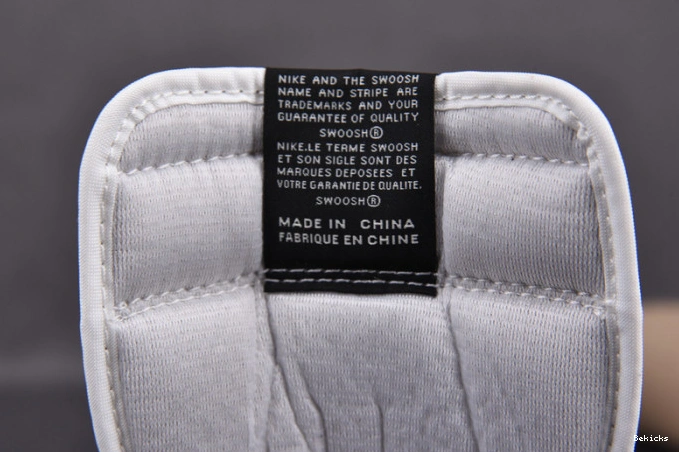 NIKE AND THE SWOOSH
NAME AND STRIPE ARE
TRADEMARKS AND YOUR
GUARANTEE OF QUALITY
SWOOSH®
NIKE.LE TERME SWOOSH
ET SON SIGLE SONT DES
MARQUES DEPOSEES ET
VOTRE GARANTIE DE QUALITE.
SWOOSH®
MADE IN CHINA
FABRIQUE EN CHINE
Bekicks